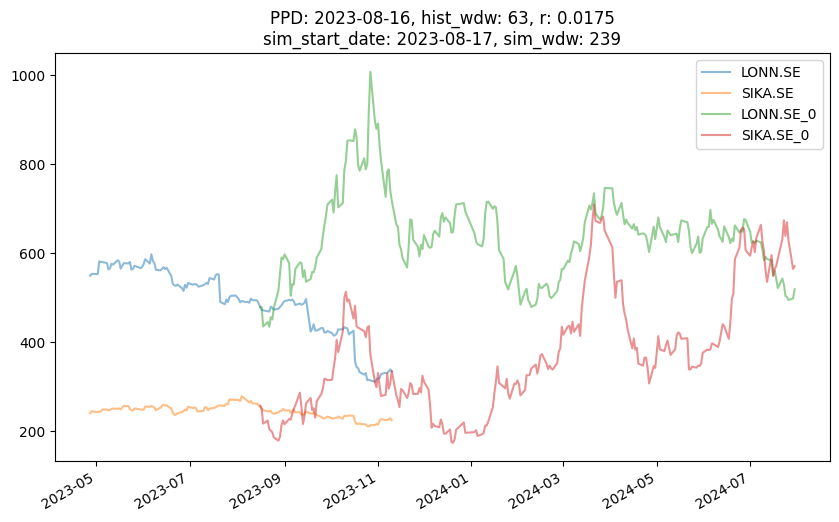 PPD: 2023-08-16, hist_wdw: 63, r: 0.0175
sim_start_date: 2023-08-17, sim_wdw: 239
LONN.SE
SIKA.SE
LONN.SE_0
SIKA.SE_0
1000
800
600
400
200
2023-05
2023-07
2023-09
2023-11
2024-01
2024-03
2024-05
2024-07